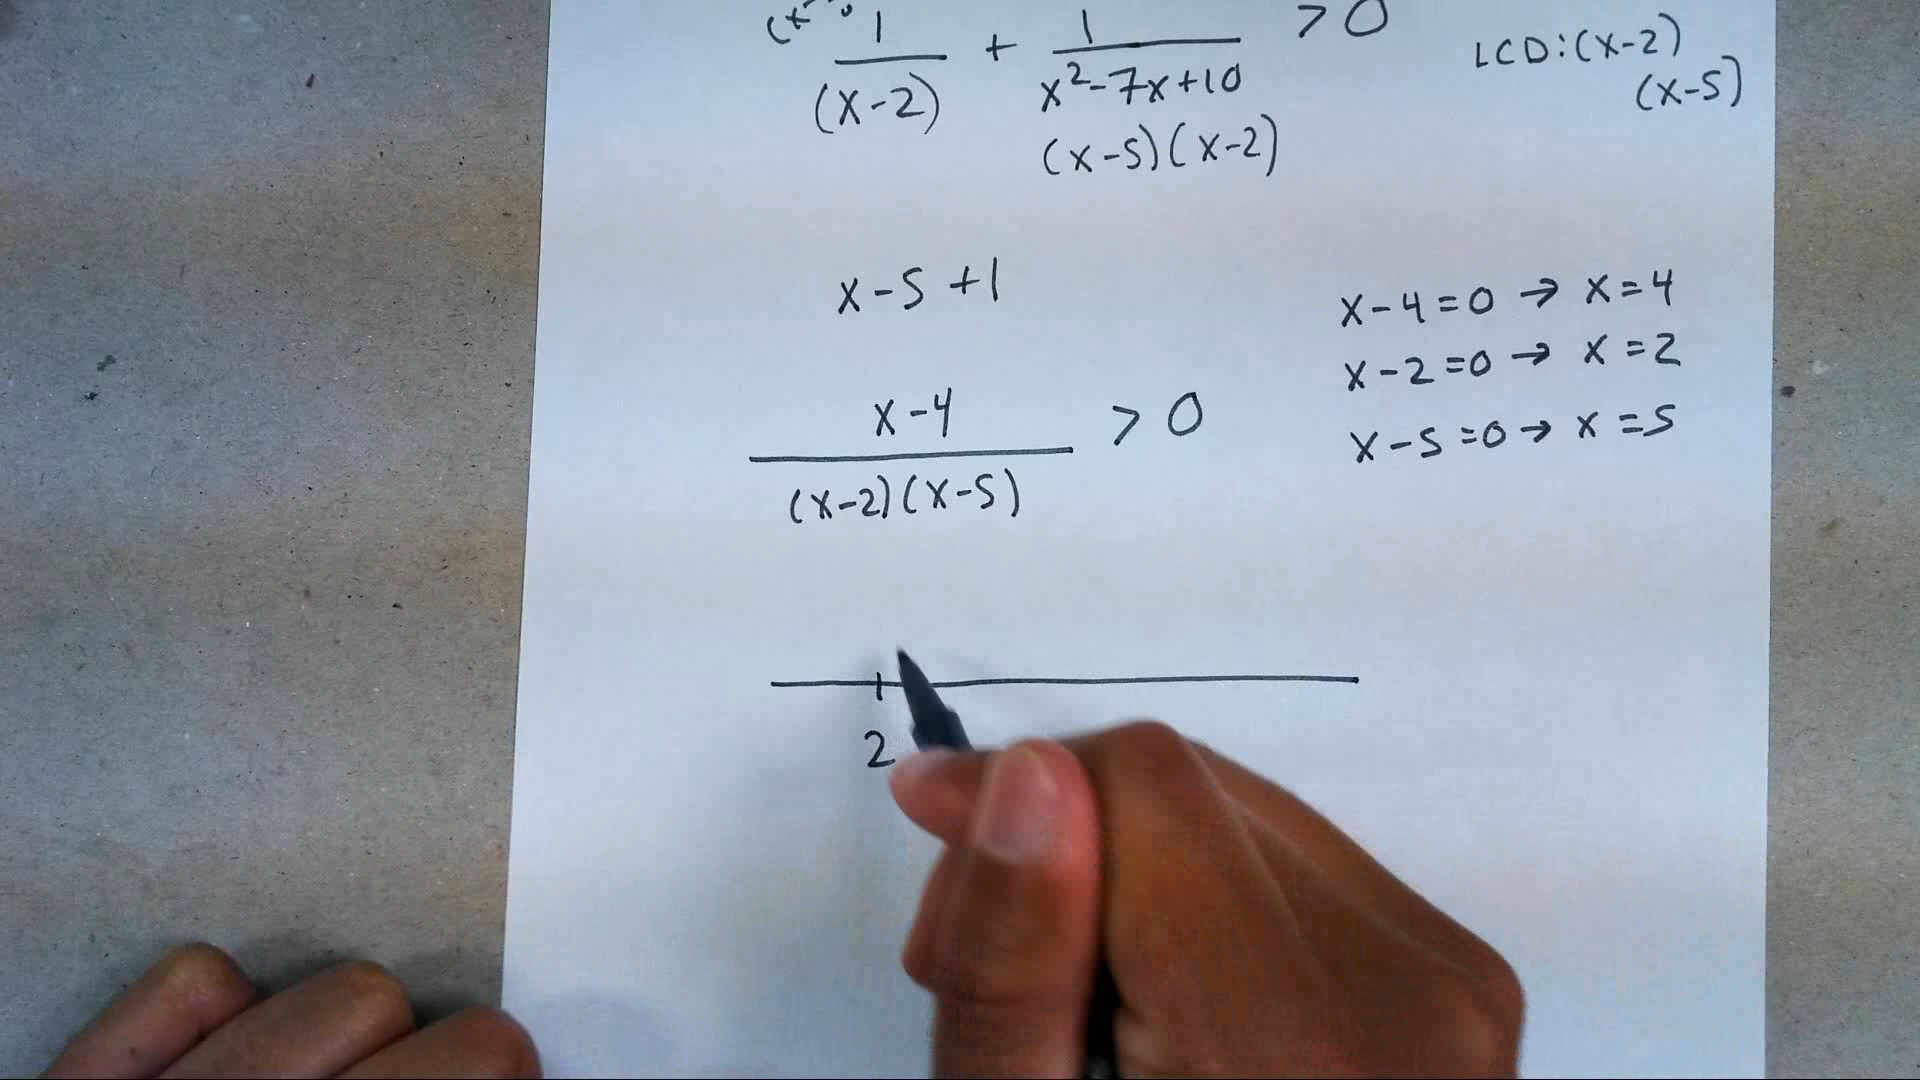 1 + 1 > 0
(x-2) x²-7x+10
(x-5)(x-2)
LCD:(x-2)
(x-5)
x-5+1
x-4 > 0
(x-2)(x-5)
x-4=0 → x=4
x-2=0 → x=2
x-5=0 → x=5
2